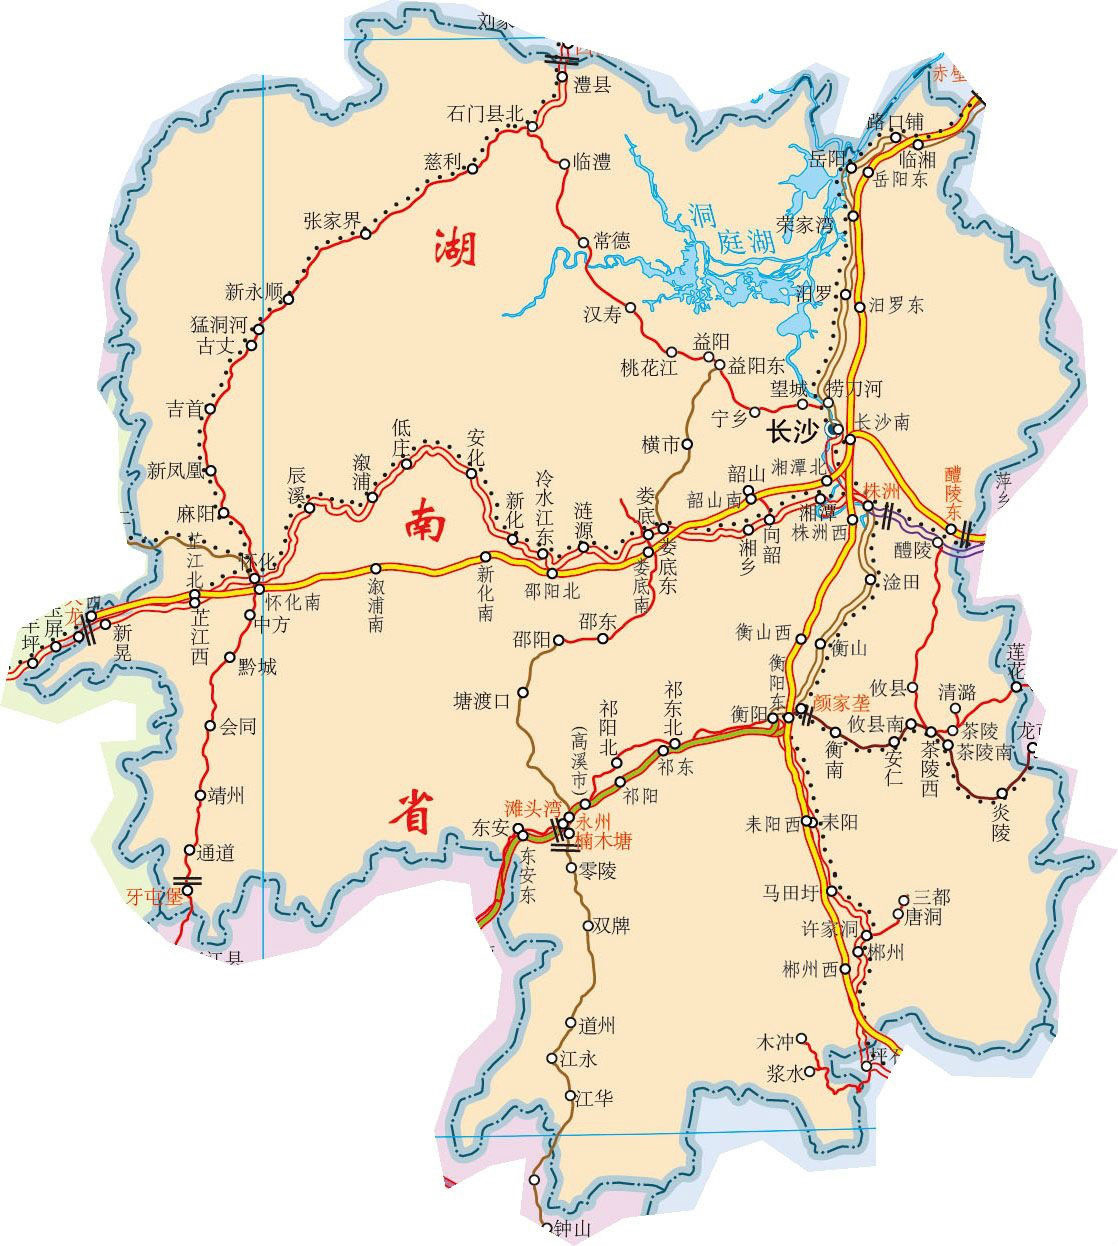 澧县
石门县北
慈利
临澧
张家界
常德
新永顺
猛洞河
古丈
吉首
新凤凰
麻阳
汉寿
桃花江
益阳
益阳东
宁乡
望城
捞刀河
长沙
长沙南
横市
洞
庭湖
路口铺
临湘
岳阳
岳阳东
荣家湾
汨罗
汨罗东
赤壁
湖
南
省
辰溪
溆浦
低庄
安化
新化
冷水江东
涟源
娄底
娄底东
娄底南
韶山
韶山南
湘潭北
湘潭
株洲
株洲西
向韶
湘乡
醴陵东
醴陵
萍乡
怀化
怀化南
芷江北
芷江西
新晃
中方
黔城
会同
靖州
通道
牙屯堡
溆浦南
新化南
邵阳北
邵阳
邵东
塘渡口
淦田
衡山西
衡山
衡阳东
衡阳
颜家垄
攸县
攸县南
清潞
茶陵
茶陵南
茶陵西
莲花
衡南
安仁
炎陵
祁东北
祁东
祁阳北
祁阳
(高溪市)
滩头湾
永州
楠木塘
东安
东安东
零陵
双牌
道州
江永
江华
钟山
耒阳西
耒阳
马田圩
三都
唐洞
许家洞
郴州
郴州西
木冲
浆水
江县